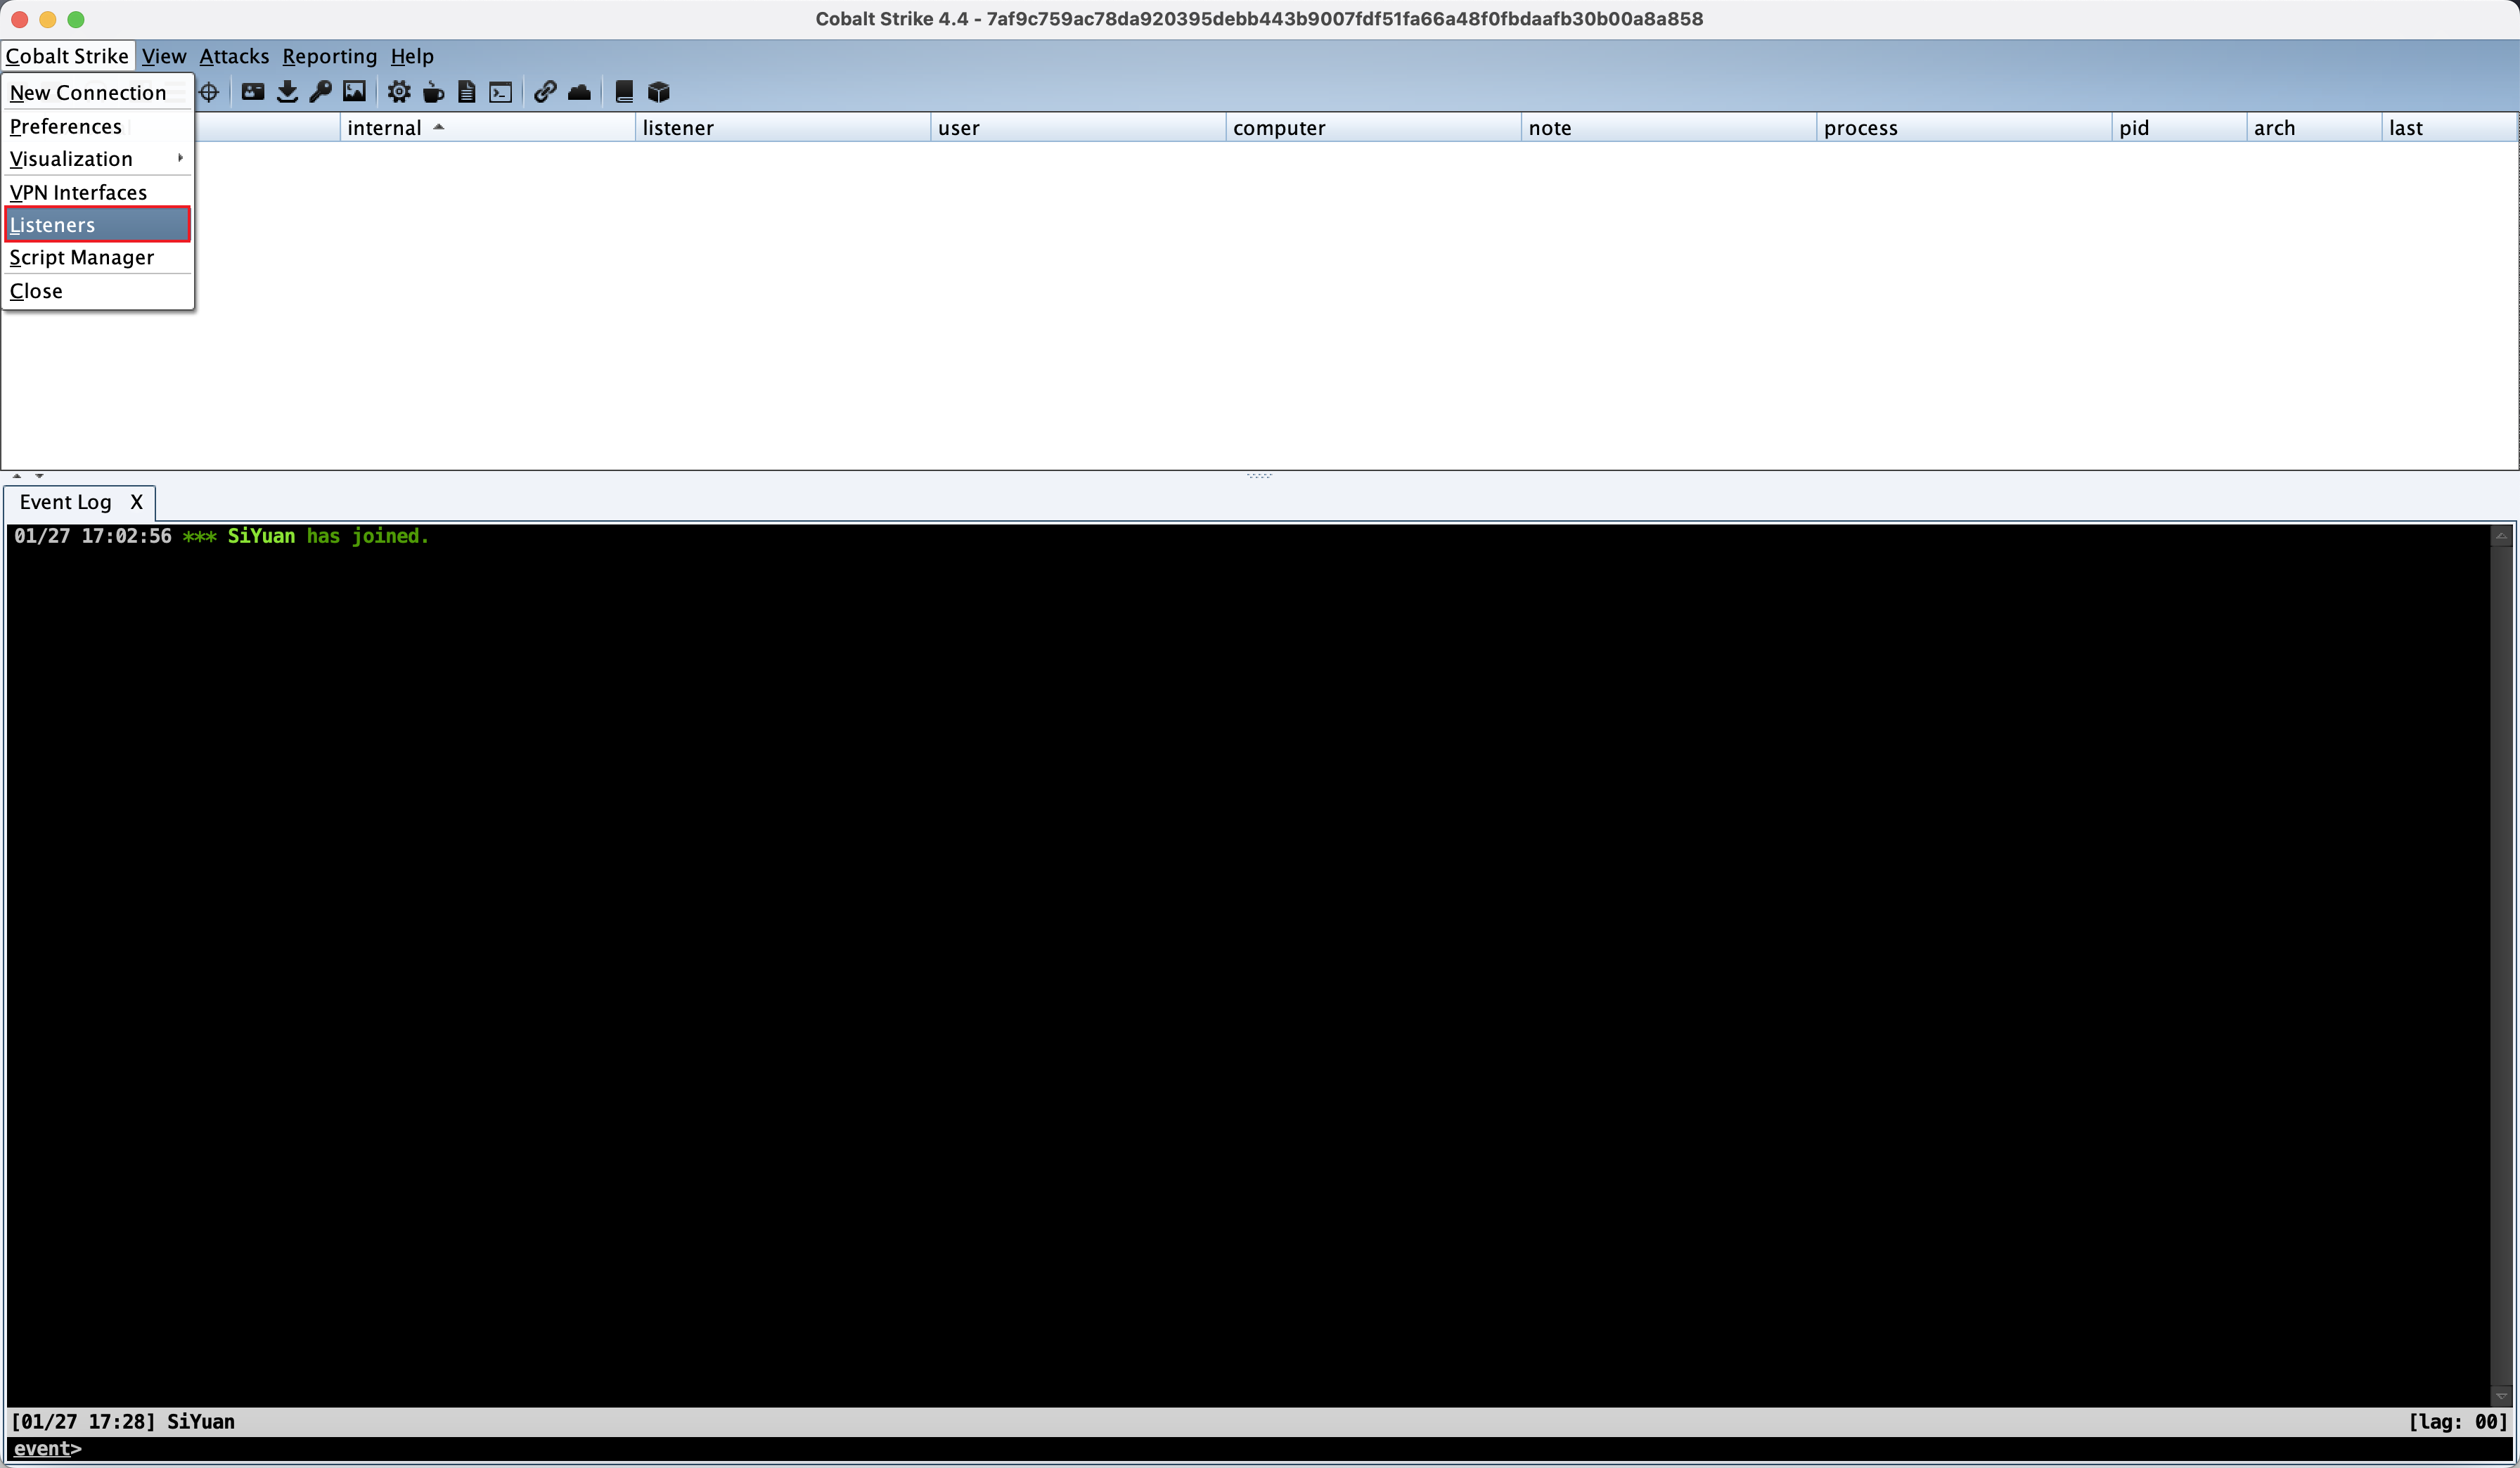 Cobalt Strike 4.4 - 7af9c759ac78da920395debb443b9007fdf51fa66a48f0fbdaafb30b00a8a858
Cobalt Strike View Attacks Reporting Help
New Connection
Preferences
Visualization
VPN Interfaces
Listeners
Script Manager
Close
internal listener user computer note process pid arch last
Event Log X
01/27 17:02:56 *** SiYuan has joined.
[01/27 17:28] SiYuan [lag: 00]
event>